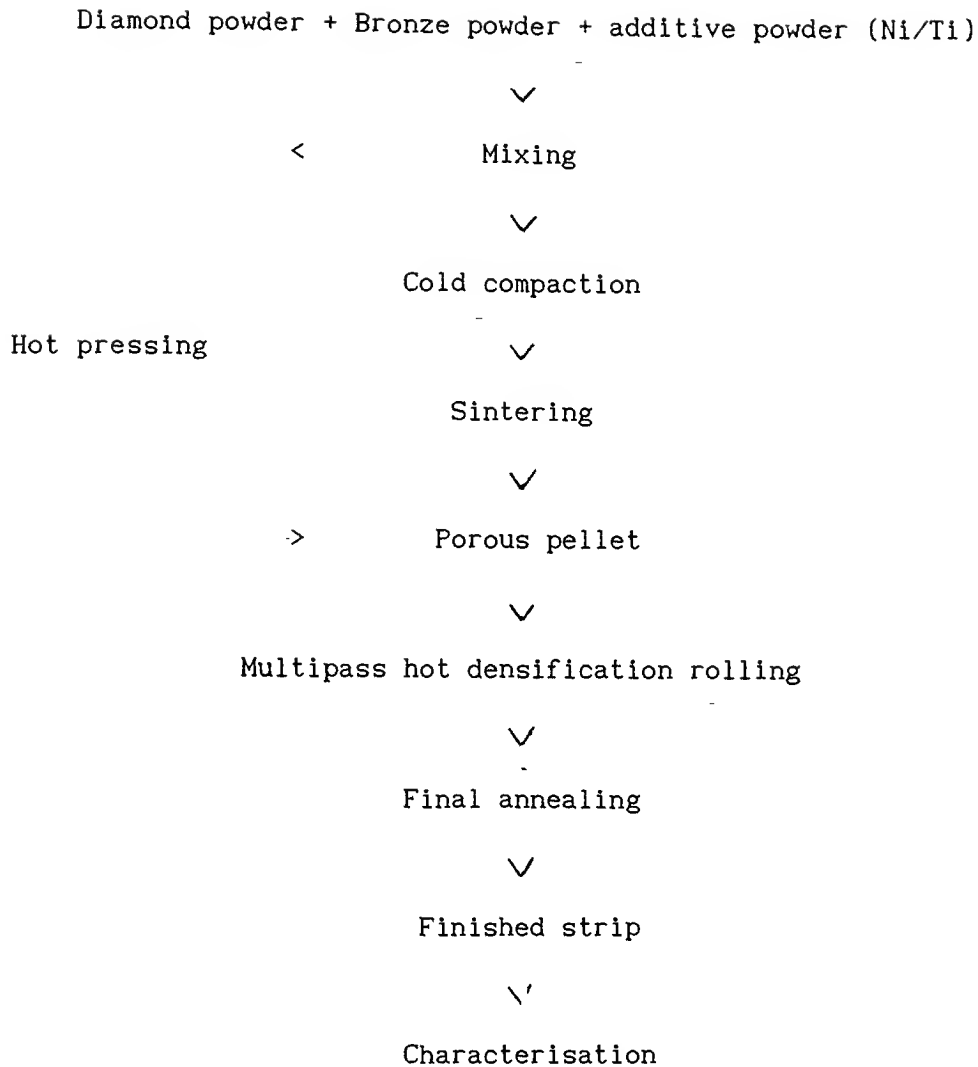 Diamond powder + Bronze powder + additive powder (Ni/Ti)
< Mixing
Cold compaction
Hot pressing
Sintering
> Porous pellet
Multipass hot densification rolling
Final annealing
Finished strip
Characterisation